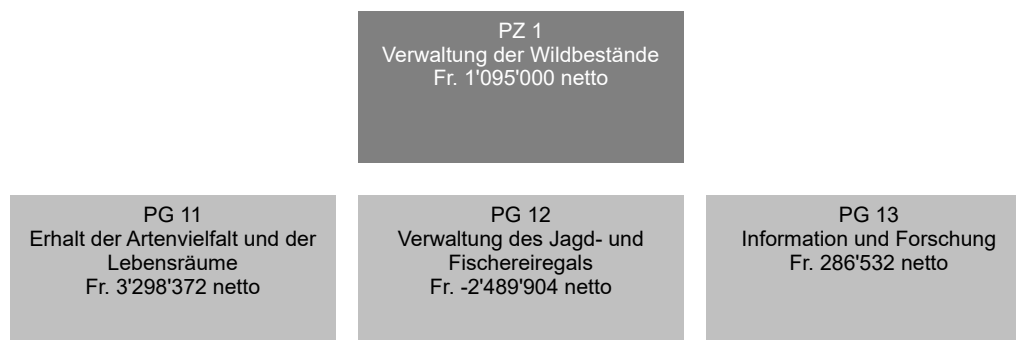 PZ 1
Verwaltung der Wildbestände
Fr. 1'095'000 netto
PG 11
Erhalt der Artenvielfalt und der
Lebensräume
Fr. 3'298'372 netto
PG 12
Verwaltung des Jagd- und
Fischereiregals
Fr. -2'489'904 netto
PG 13
Information und Forschung
Fr. 286'532 netto